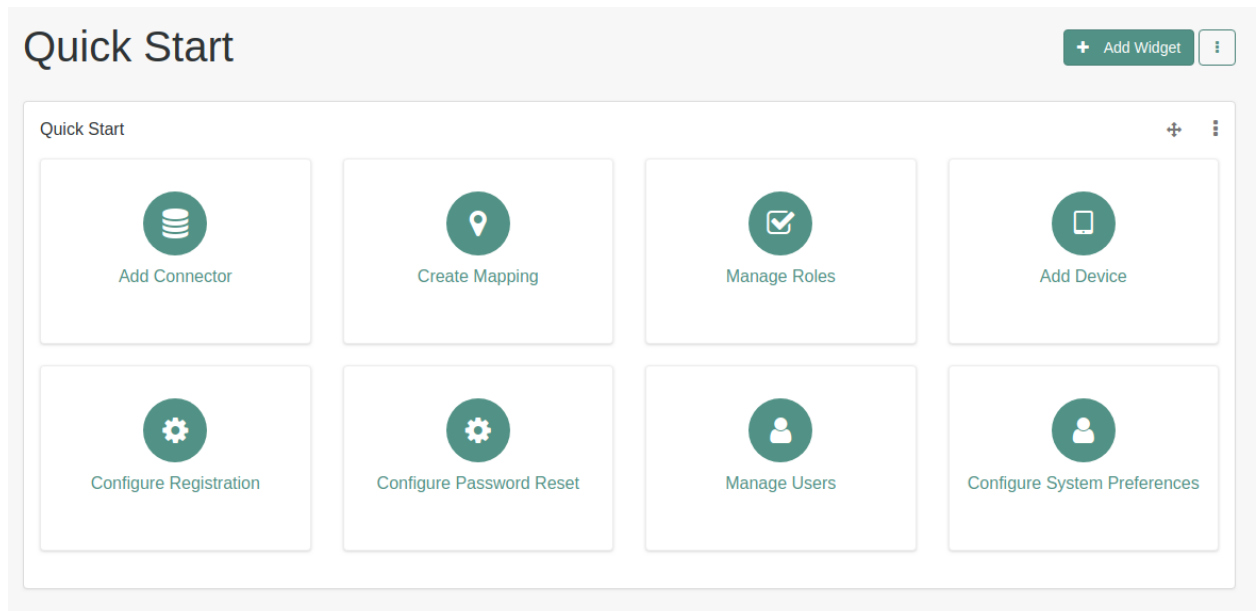 Quick Start
Add Widget
Quick Start
Add Connector
Create Mapping
Manage Roles
Add Device
Configure Registration
Configure Password Reset
Manage Users
Configure System Preferences